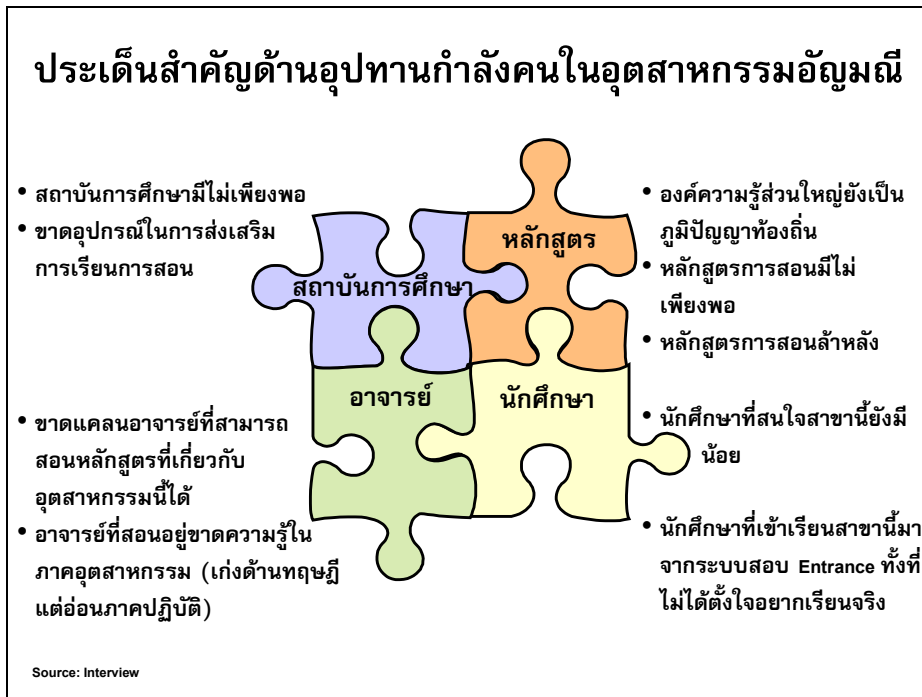 ประเด็นสำคัญด้านอุปทานกำลังคนในอุตสาหกรรมอัญมณี
• สถาบันการศึกษามีไม่เพียงพอ
• ขาดอุปกรณ์ในการส่งเสริม
การเรียนการสอน
สถาบันการศึกษา
หลักสูตร
• องค์ความรู้ส่วนใหญ่ยังเป็น
ภูมิปัญญาท้องถิ่น
• หลักสูตรการสอนมีไม่
เพียงพอ
• หลักสูตรการสอนล้าหลัง
อาจารย์
นักศึกษา
• ขาดแคลนอาจารย์ที่สามารถ
สอนหลักสูตรที่เกี่ยวกับ
อุตสาหกรรมนี้ได้
• อาจารย์ที่สอนอยู่ขาดความรู้ใน
ภาคอุตสาหกรรม (เก่งด้านทฤษฎี
แต่อ่อนภาคปฏิบัติ)
• นักศึกษาที่สนใจสาขานี้ยังมี
น้อย
• นักศึกษาที่เข้าเรียนสาขานี้มา
จากระบบสอบ Entrance ทั้งที่
ไม่ได้ตั้งใจอยากเรียนจริง
Source: Interview